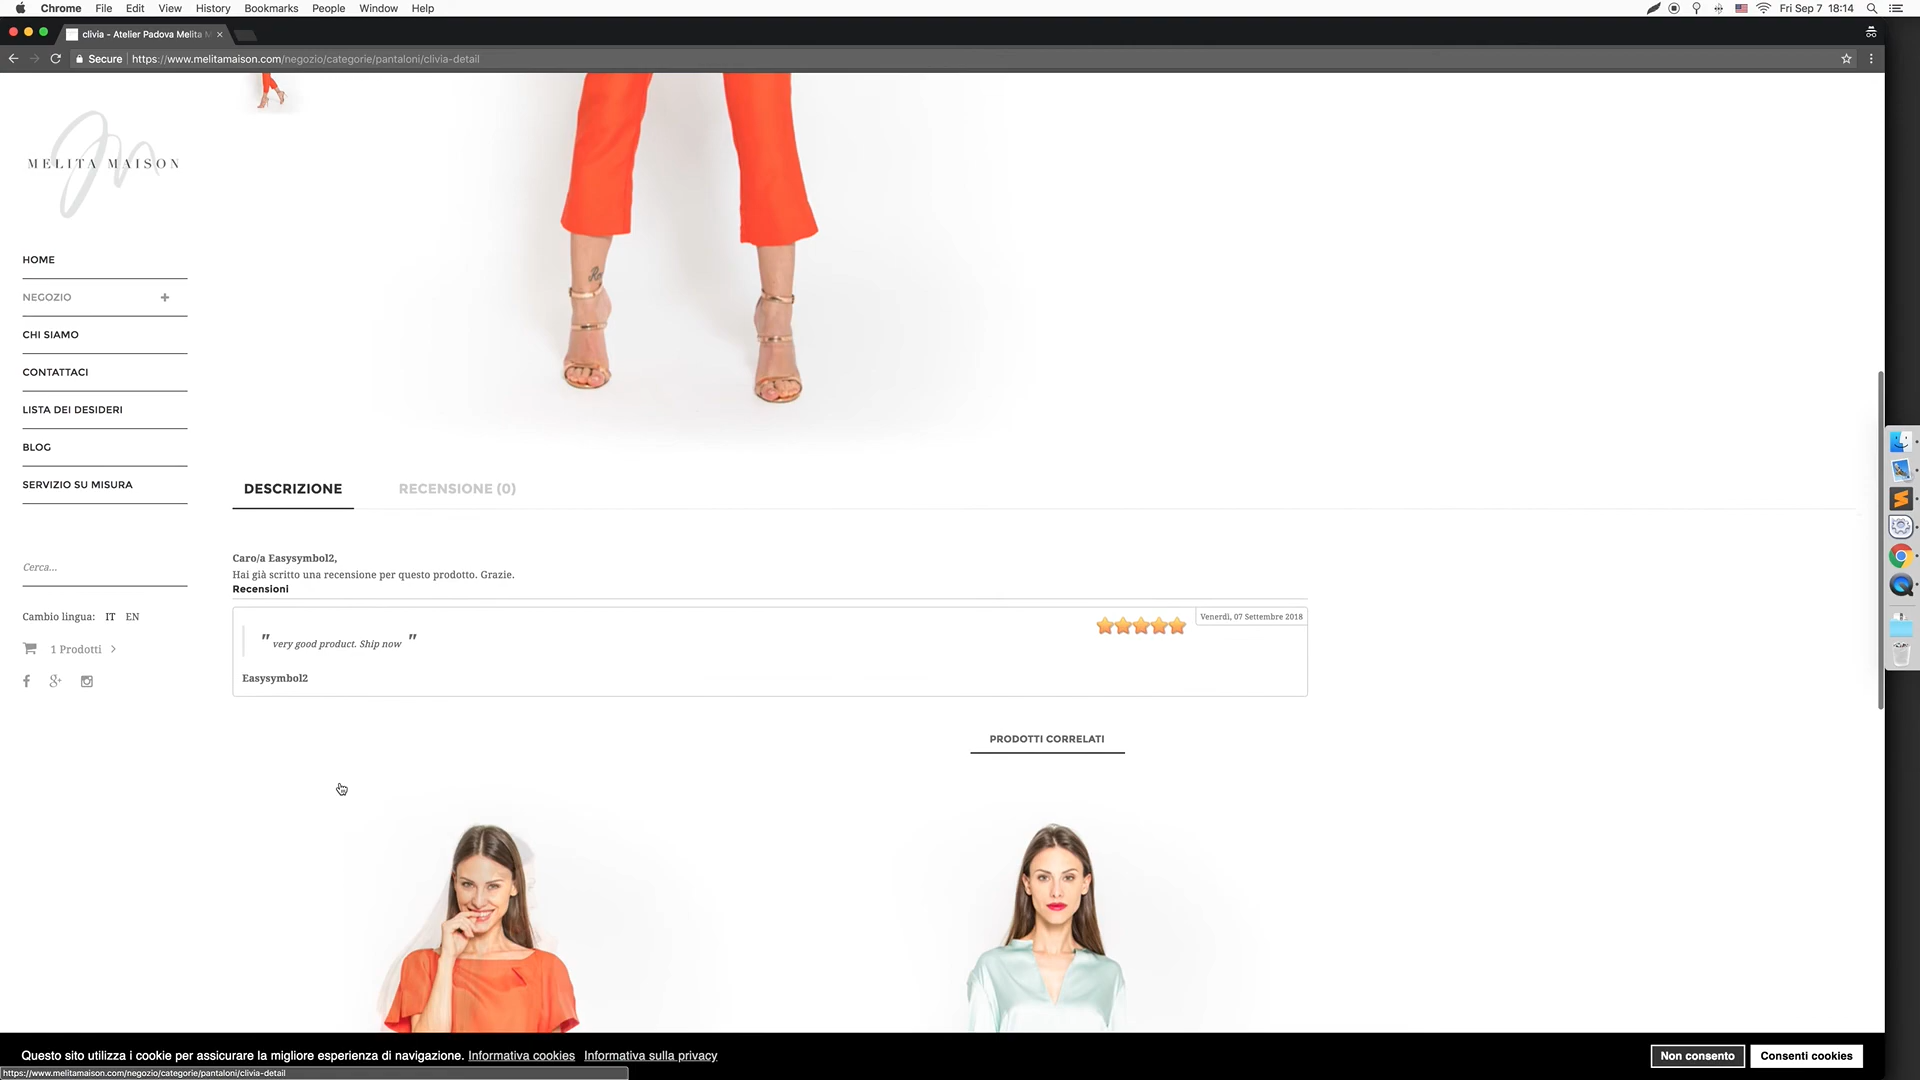 Chrome File Edit View History Bookmarks People Window Help
Fri Sep 7 18:14
clivia - Atelier Padova Melita M
Secure https://www.melitamaison.com/negozio/categorie/pantaloni/clivia-detail
MELITA MAISON
HOME
NEGOZIO +
CHI SIAMO
CONTATTACI
LISTA DEI DESIDERI
BLOG
SERVIZIO SU MISURA
Cerca...
Cambio lingua: IT EN
1 Prodotti
DESCRIZIONE RECENSIONE (0)
Caro/a Easysymbol2,
Hai già scritto una recensione per questo prodotto. Grazie.
Recensioni
Venerdì, 07 Settembre 2018
" very good product. Ship now "
Easysymbol2
PRODOTTI CORRELATI
Questo sito utilizza i cookie per assicurare la migliore esperienza di navigazione. Informativa cookies Informativa sulla privacy
Non consento Consenti cookies
https://www.melitamaison.com/negozio/categorie/pantaloni/clivia-detail